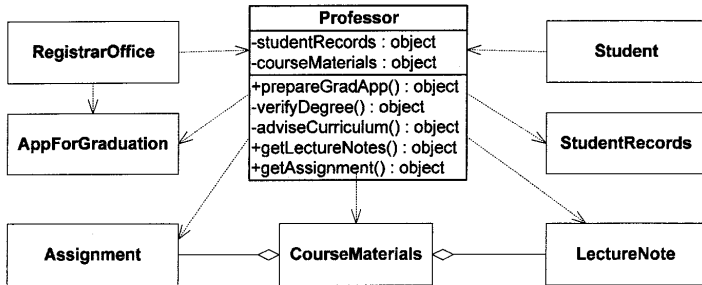 Professor
RegistrarOffice
-studentRecords : object
-courseMaterials : object
Student
+prepareGradApp() : object
-verifyDegree() : object
-adviseCurriculum() : object
+getLectureNotes() : object
+getAssignment() : object
AppForGraduation
StudentRecords
Assignment
CourseMaterials
LectureNote